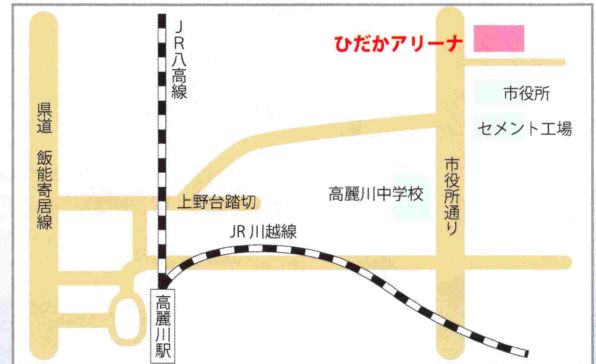 JR八高線
ひだかアリーナ
市役所
セメント工場
県道 飯能寄居線
上野台踏切
高麗川中学校
市役所通り
JR川越線
高麗川駅